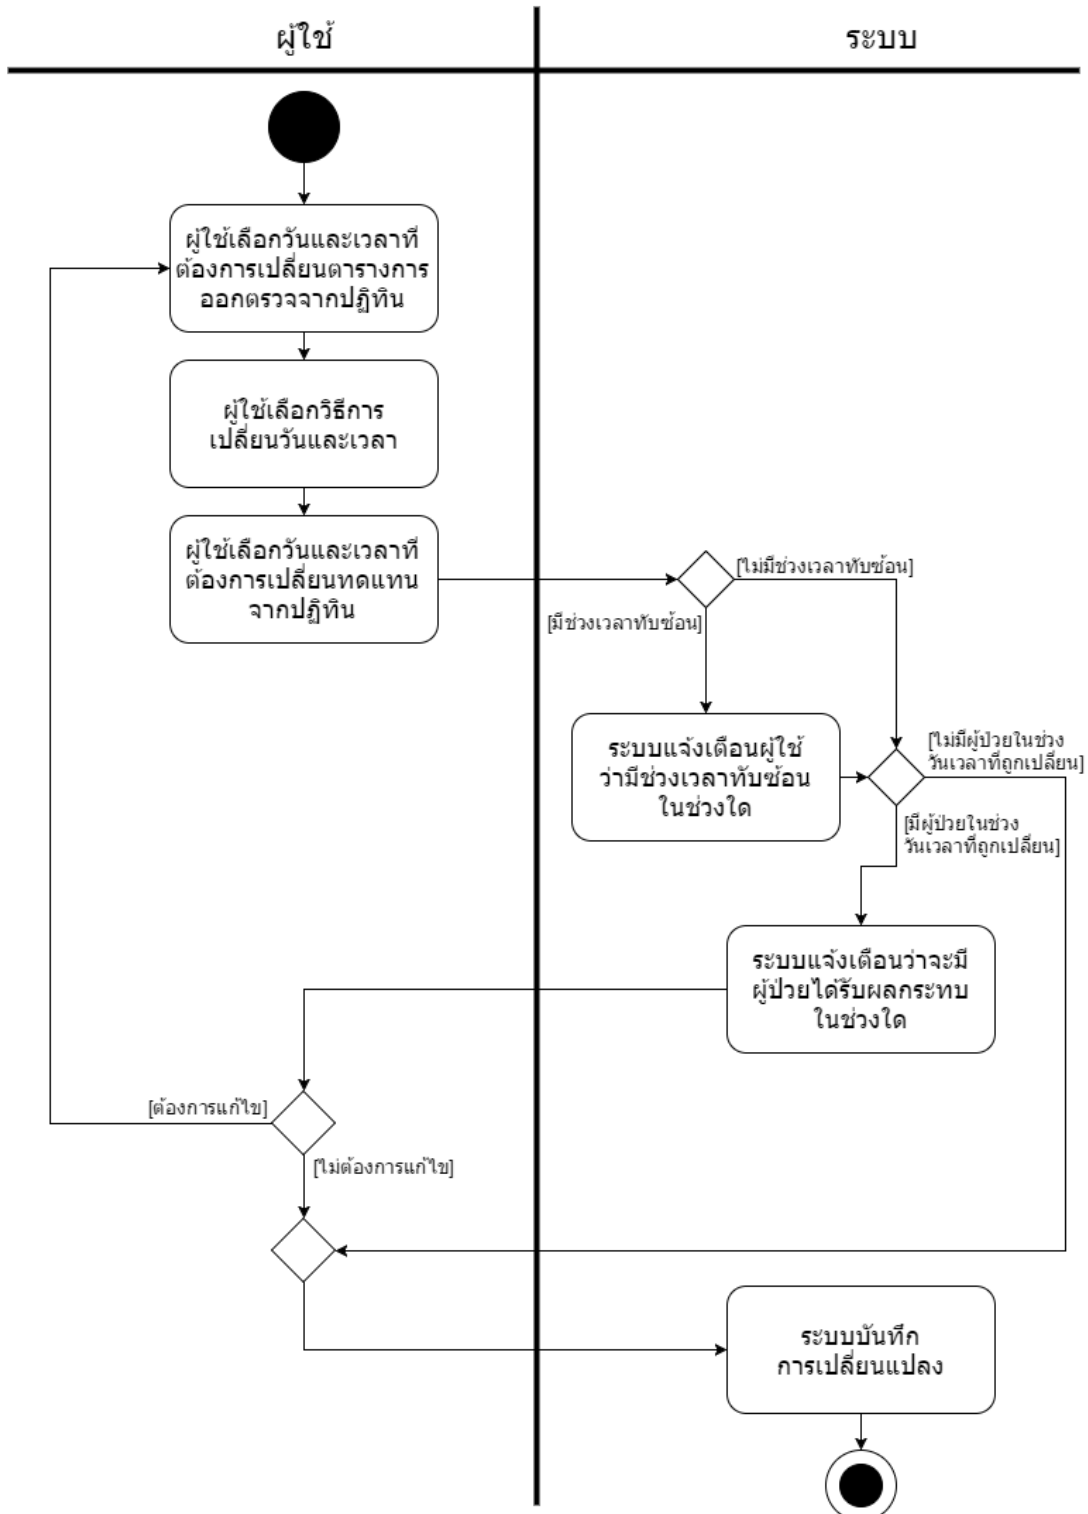 ผู้ใช้
ระบบ
ผู้ใช้เลือกวันและเวลาที่
ต้องการเปลี่ยนตารางการ
ออกตรวจจากปฏิทิน
ผู้ใช้เลือกวิธีการ
เปลี่ยนวันและเวลา
ผู้ใช้เลือกวันและเวลาที่
ต้องการเปลี่ยนทดแทน
จากปฏิทิน
[ไม่มีช่วงเวลาทับซ้อน]
[มีช่วงเวลาทับซ้อน]
ระบบแจ้งเตือนผู้ใช้
ว่ามีช่วงเวลาทับซ้อน
ในช่วงใด
[ไม่มีผู้ป่วยในช่วง
วันเวลาที่ถูกเปลี่ยน]
[มีผู้ป่วยในช่วง
วันเวลาที่ถูกเปลี่ยน]
ระบบแจ้งเตือนว่าจะมี
ผู้ป่วยได้รับผลกระทบ
ในช่วงใด
[ต้องการแก้ไข]
[ไม่ต้องการแก้ไข]
ระบบบันทึก
การเปลี่ยนแปลง